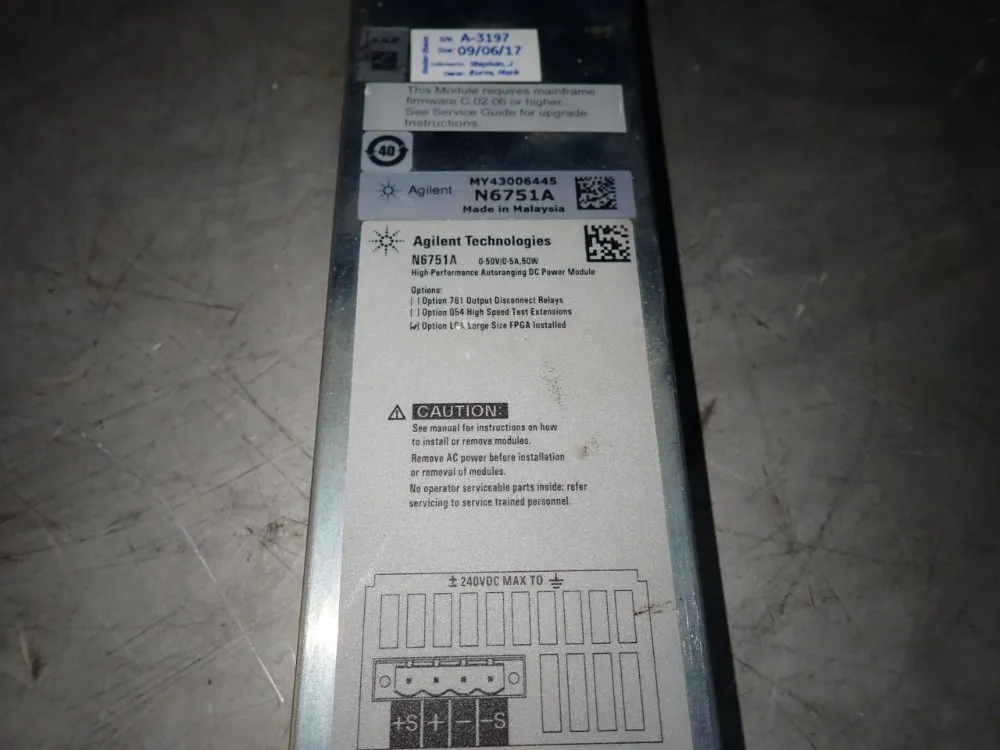 A-3197
09/06/17
Stephan, J
This Module requires mainframe
firmware C.02.06 or higher.
See Service Guide for upgrade
Instructions.
40
Agilent
MY43006445
N6751A
Made in Malaysia
Agilent Technologies
N6751A 0-50V/0-5A,50W
High-Performance Autoranging DC Power Module
Options:
[ ] Option 761 Output Disconnect Relays
[ ] Option 054 High Speed Test Extensions
[✓] Option LGA Large Size FPGA Installed
CAUTION:
See manual for instructions on how
to install or remove modules.
Remove AC power before installation
or removal of modules.
No operator serviceable parts inside; refer
servicing to service trained personnel.
± 240VDC MAX TO
+S + - -S